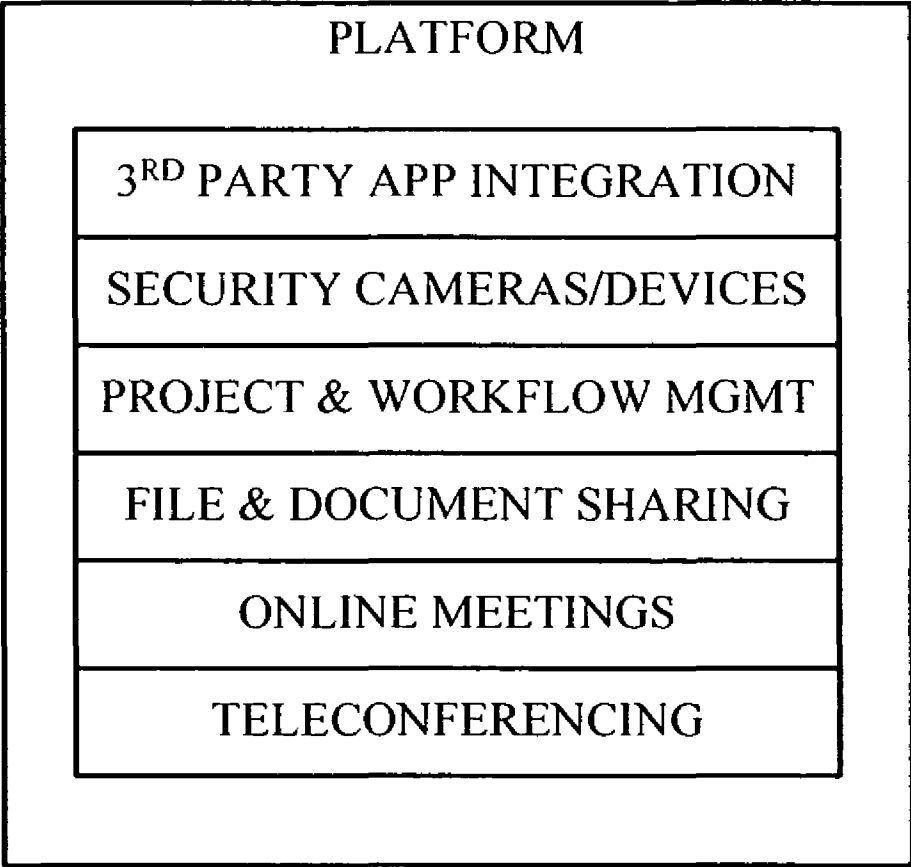 PLATFORM
3RD PARTY APP INTEGRATION
SECURITY CAMERAS/DEVICES
PROJECT & WORKFLOW MGMT
FILE & DOCUMENT SHARING
ONLINE MEETINGS
TELECONFERENCING